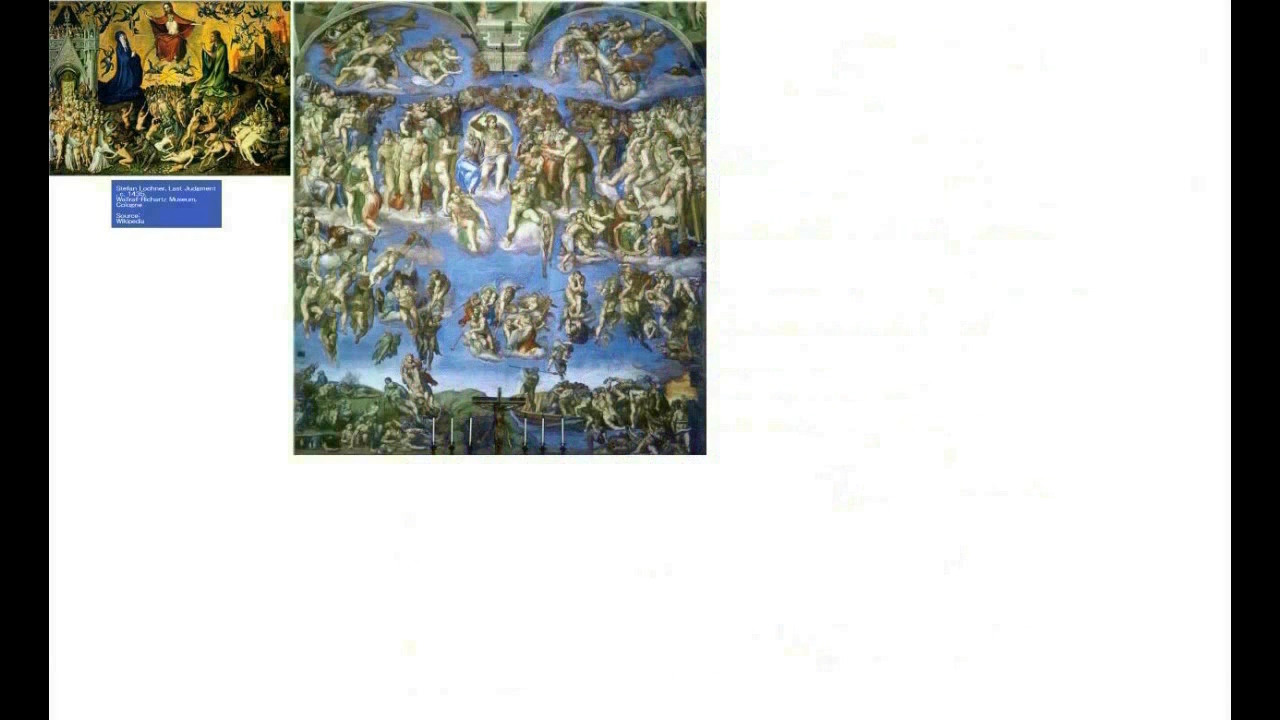 Stefan Lochner, Last Judgment
, c. 1435.
Wallraf-Richartz Museum,
Cologne
Source:
Wikipedia